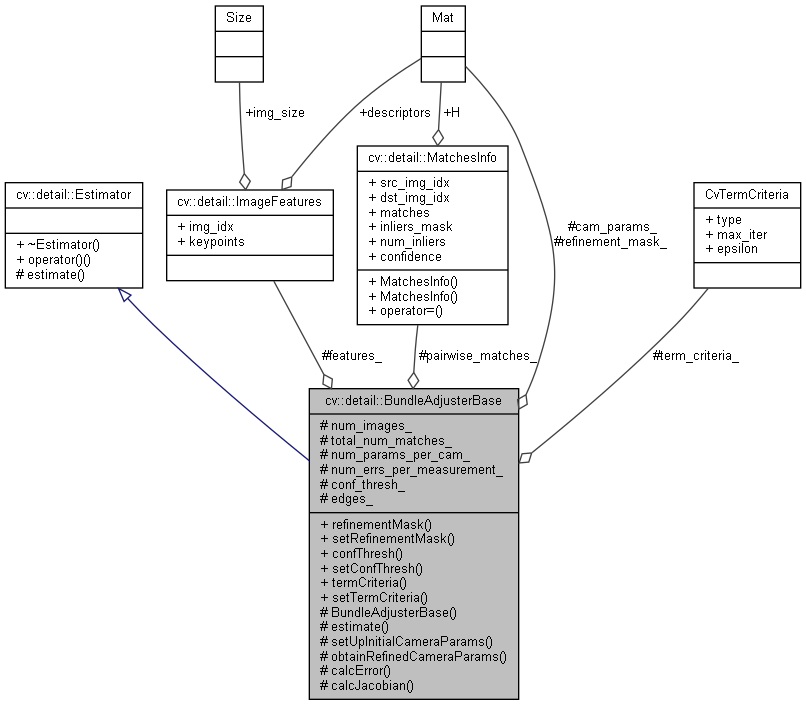 Size
Mat
+img_size
+descriptors
+H
cv::detail::Estimator
+ ~Estimator()
+ operator()()
# estimate()
cv::detail::ImageFeatures
+ img_idx
+ keypoints
cv::detail::MatchesInfo
+ src_img_idx
+ dst_img_idx
+ matches
+ inliers_mask
+ num_inliers
+ confidence
+ MatchesInfo()
+ MatchesInfo()
+ operator=()
#cam_params_
#refinement_mask_
CvTermCriteria
+ type
+ max_iter
+ epsilon
#features_
#pairwise_matches_
#term_criteria_
cv::detail::BundleAdjusterBase
# num_images_
# total_num_matches_
# num_params_per_cam_
# num_errs_per_measurement_
# conf_thresh_
# edges_
+ refinementMask()
+ setRefinementMask()
+ confThresh()
+ setConfThresh()
+ termCriteria()
+ setTermCriteria()
# BundleAdjusterBase()
# estimate()
# setUpInitialCameraParams()
# obtainRefinedCameraParams()
# calcError()
# calcJacobian()